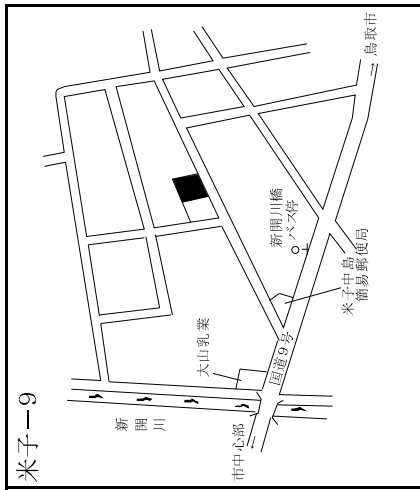 米子－9
新開川
市中心部
←
大山乳業
国道9号
米子中島
簡易郵便局
新開川橋
バス停
→ 鳥取市